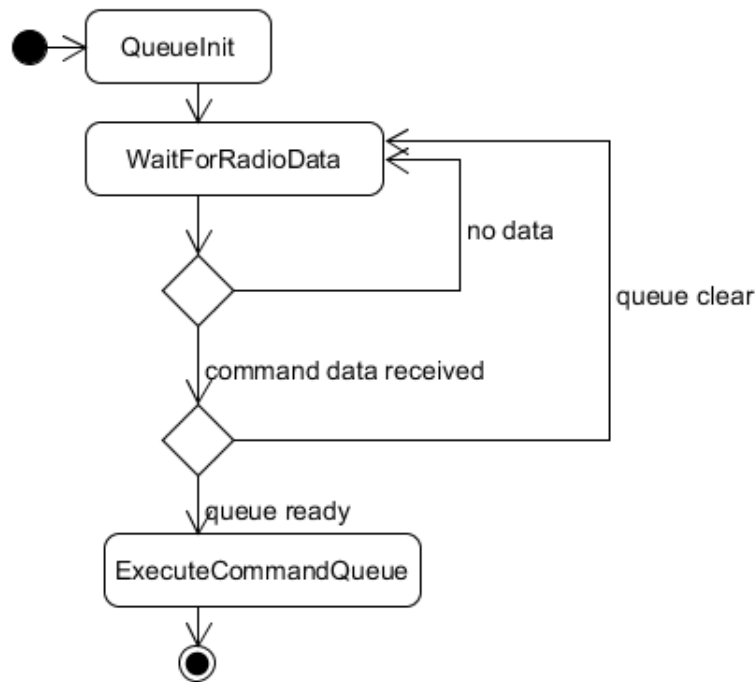 QueueInit
WaitForRadioData
no data
queue clear
command data received
queue ready
ExecuteCommandQueue